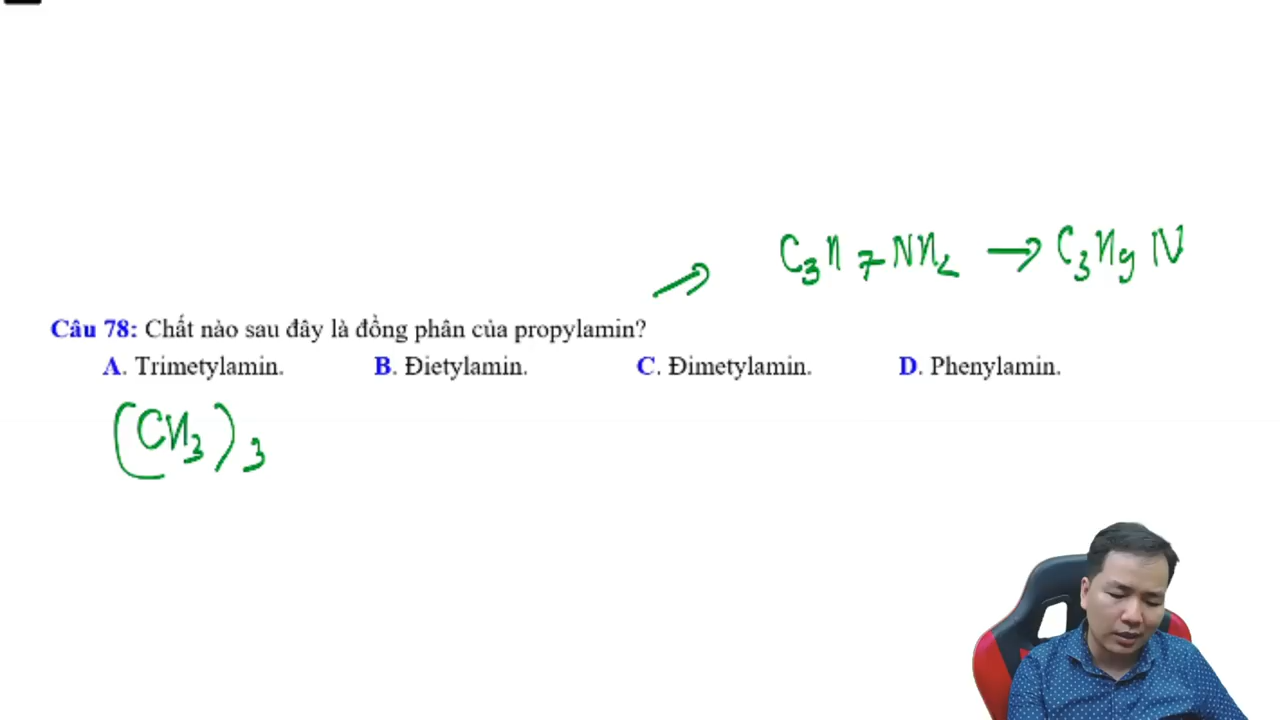 C₃H₇NH₂ → C₃H₉N
Câu 78: Chất nào sau đây là đồng phân của propylamin?
A. Trimetylamin. B. Đietylamin. C. Đimetylamin. D. Phenylamin.
(CH₃)₃